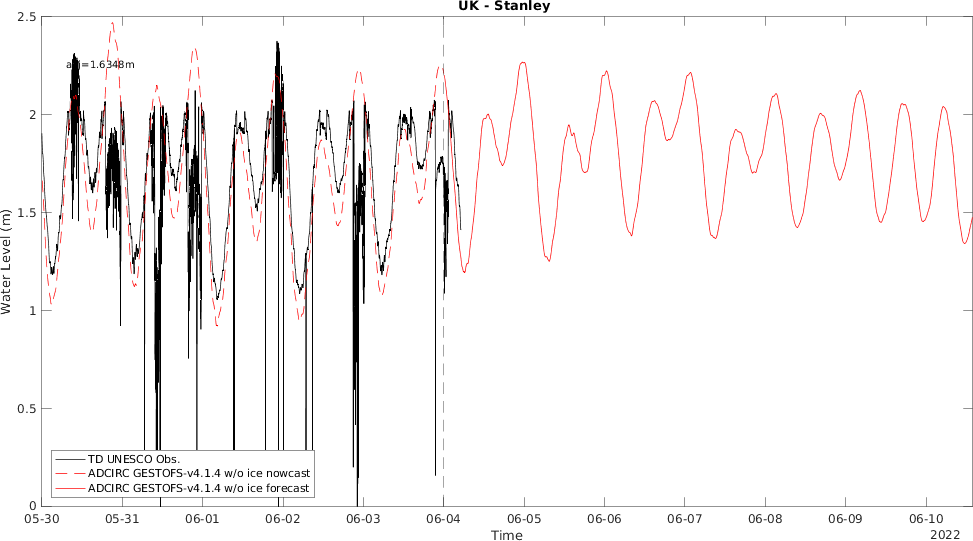 UK - Stanley
2.5
2
1.5
1
0.5
0
Water Level (m)
=1.6348m
TD UNESCO Obs.
ADCIRC GESTOFS-v4.1.4 w/o ice nowcast
ADCIRC GESTOFS-v4.1.4 w/o ice forecast
05-30 05-31 06-01 06-02 06-03 06-04 06-05 06-06 06-07 06-08 06-09 06-10
2022
Time